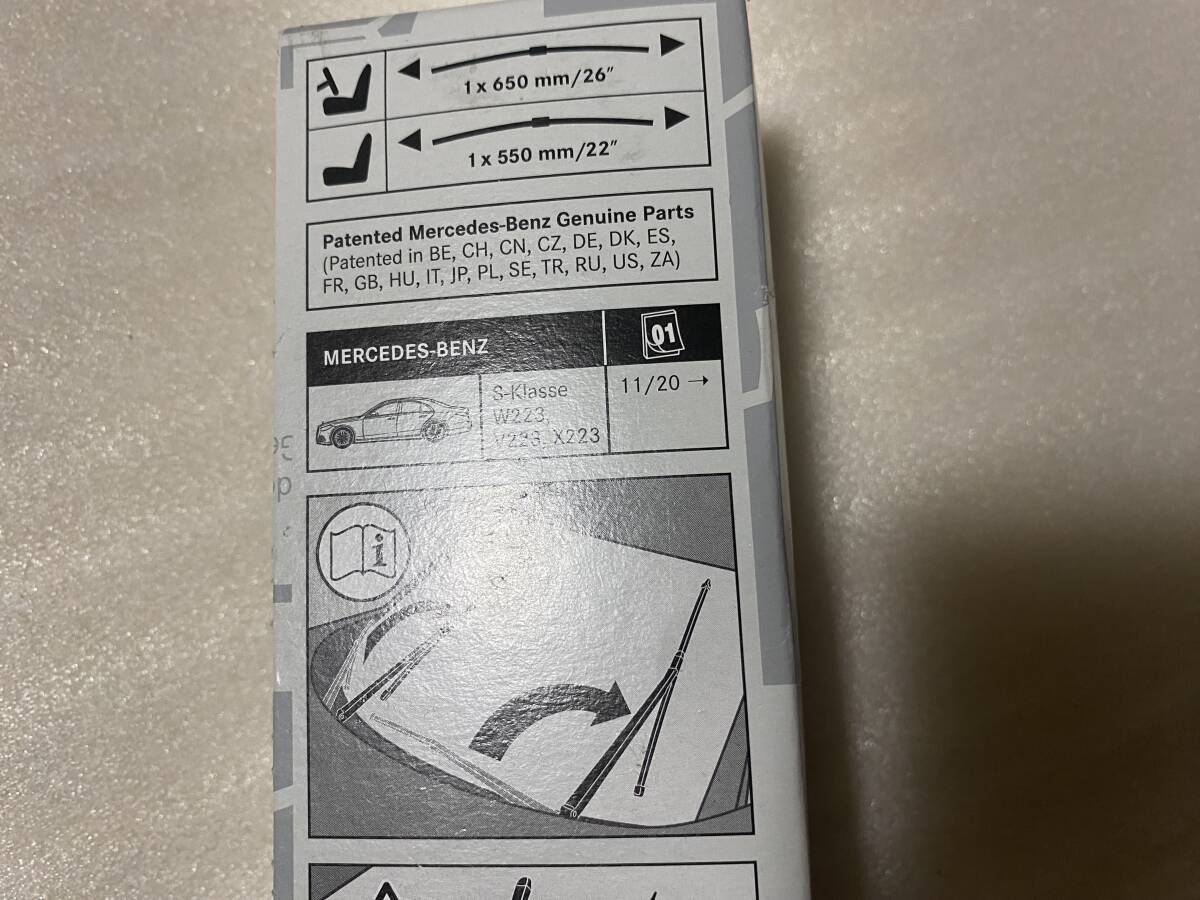 1 x 650 mm/26"
1 x 550 mm/22"
Patented Mercedes-Benz Genuine Parts
(Patented in BE, CH, CN, CZ, DE, DK, ES,
FR, GB, HU, IT, JP, PL, SE, TR, RU, US, ZA)
MERCEDES-BENZ
01
S-Klasse
W223,
V223, X223
11/20 →
i